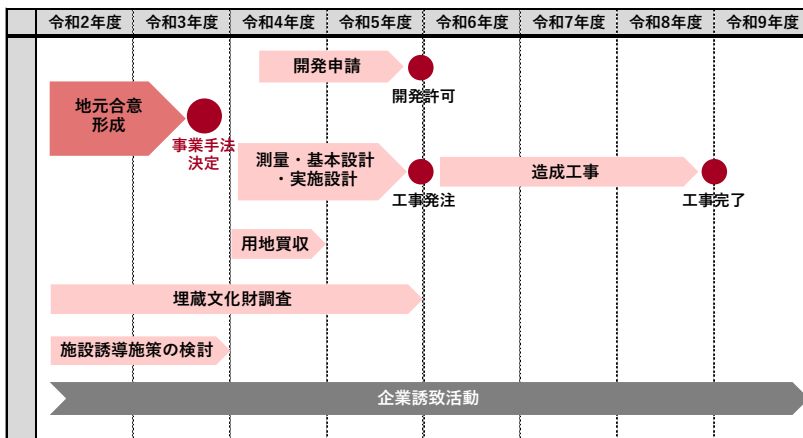 令和2年度 令和3年度 令和4年度 令和5年度 令和6年度 令和7年度 令和8年度 令和9年度
開発申請
開発許可
地元合意
形成
事業手法
決定
測量・基本設計
・実施設計
工事発注
造成工事
工事完了
用地買収
埋蔵文化財調査
施設誘導施策の検討
企業誘致活動